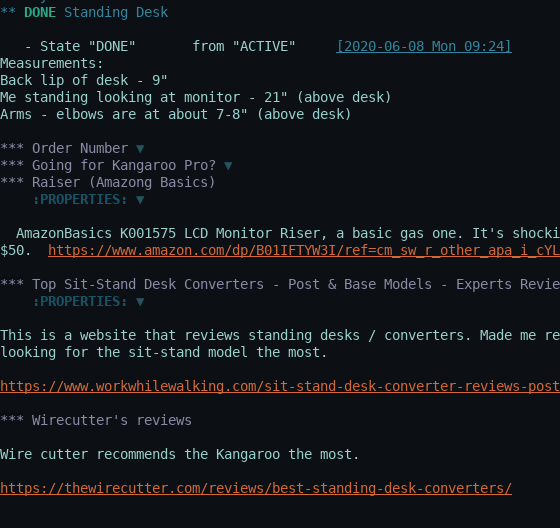 ** DONE Standing Desk
- State "DONE" from "ACTIVE" [2020-06-08 Mon 09:24]
Measurements:
Back lip of desk - 9"
Me standing looking at monitor - 21" (above desk)
Arms - elbows are at about 7-8" (above desk)
*** Order Number ▼
*** Going for Kangaroo Pro? ▼
*** Raiser (Amazong Basics)
:PROPERTIES: ▼
AmazonBasics K001575 LCD Monitor Riser, a basic gas one. It's shocki
$50. https://www.amazon.com/dp/B01IFTYW3I/ref=cm_sw_r_other_apa_i_cYL
*** Top Sit-Stand Desk Converters - Post & Base Models - Experts Revie
:PROPERTIES: ▼
This is a website that reviews standing desks / converters. Made me re
looking for the sit-stand model the most.
https://www.workwhilewalking.com/sit-stand-desk-converter-reviews-post
*** Wirecutter's reviews
Wire cutter recommends the Kangaroo the most.
https://thewirecutter.com/reviews/best-standing-desk-converters/